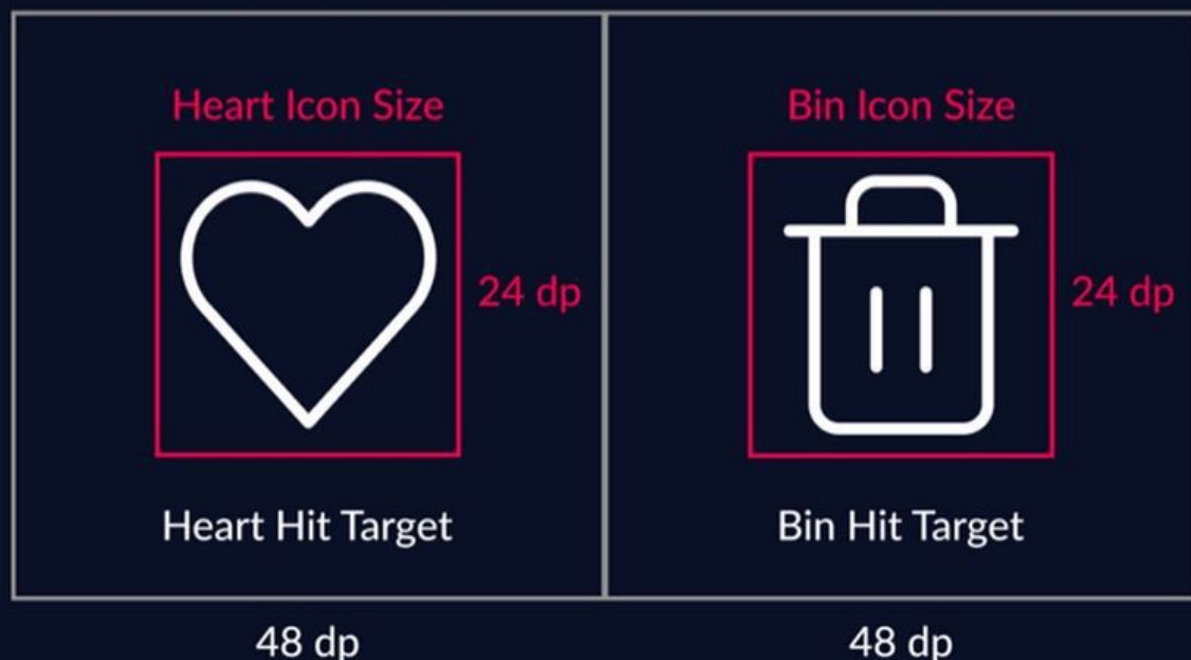 Heart Icon Size
Bin Icon Size
24 dp
24 dp
Heart Hit Target
Bin Hit Target
48 dp
48 dp